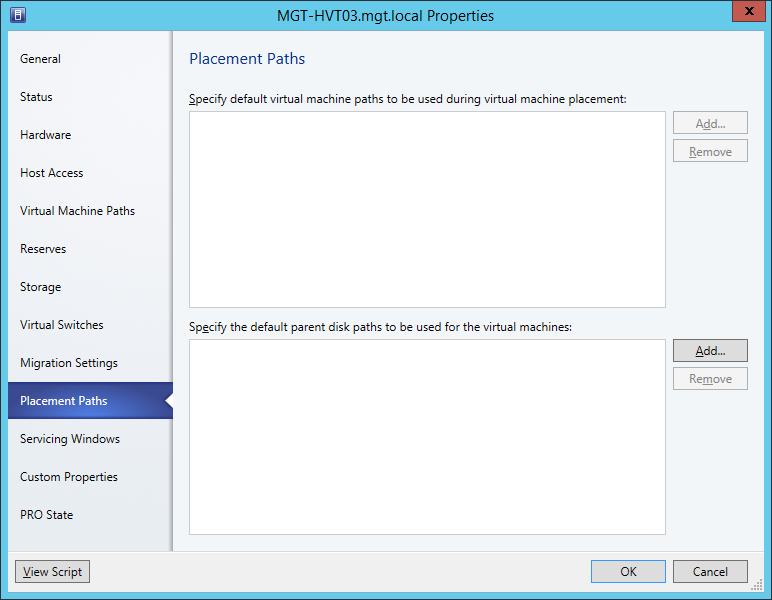 MGT-HVT03.mgt.local Properties
x
General
Status
Hardware
Host Access
Virtual Machine Paths
Reserves
Storage
Virtual Switches
Migration Settings
Placement Paths
Servicing Windows
Custom Properties
PRO State
Placement Paths
Specify default virtual machine paths to be used during virtual machine placement:
Add...
Remove
Specify the default parent disk paths to be used for the virtual machines:
Add...
Remove
View Script
OK
Cancel